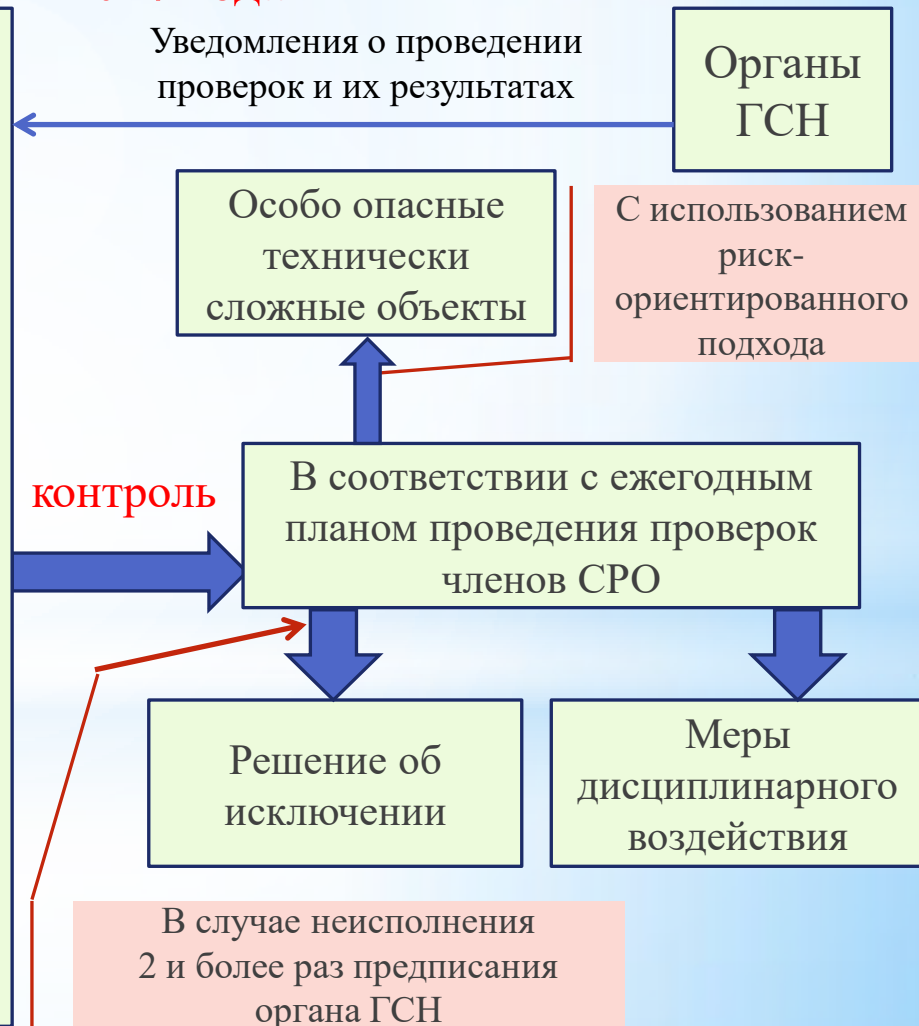 Уведомления о проведении
проверок и их результатах
Органы
ГСН
Особо опасные
технически
сложные объекты
С использованием
риск-
ориентированного
подхода
контроль
В соответствии с ежегодным
планом проведения проверок
членов СРО
Решение об
исключении
Меры
дисциплинарного
воздействия
В случае неисполнения
2 и более раз предписания
органа ГСН